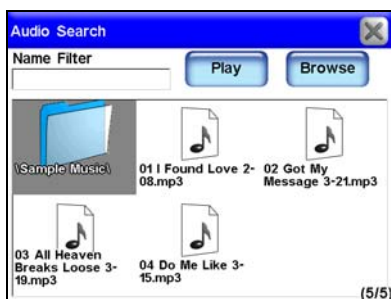 Audio Search
Name Filter
Play
Browse
\Sample Music\
01 I Found Love 2-
08.mp3
02 Got My
Message 3-21.mp3
03 All Heaven
Breaks Loose 3-
19.mp3
04 Do Me Like 3-
15.mp3
(5/5)